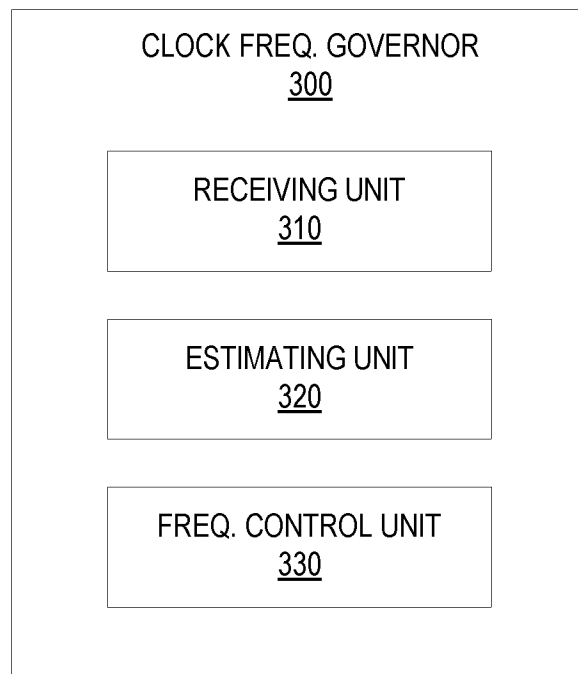 CLOCK FREQ. GOVERNOR
300
RECEIVING UNIT
310
ESTIMATING UNIT
320
FREQ. CONTROL UNIT
330